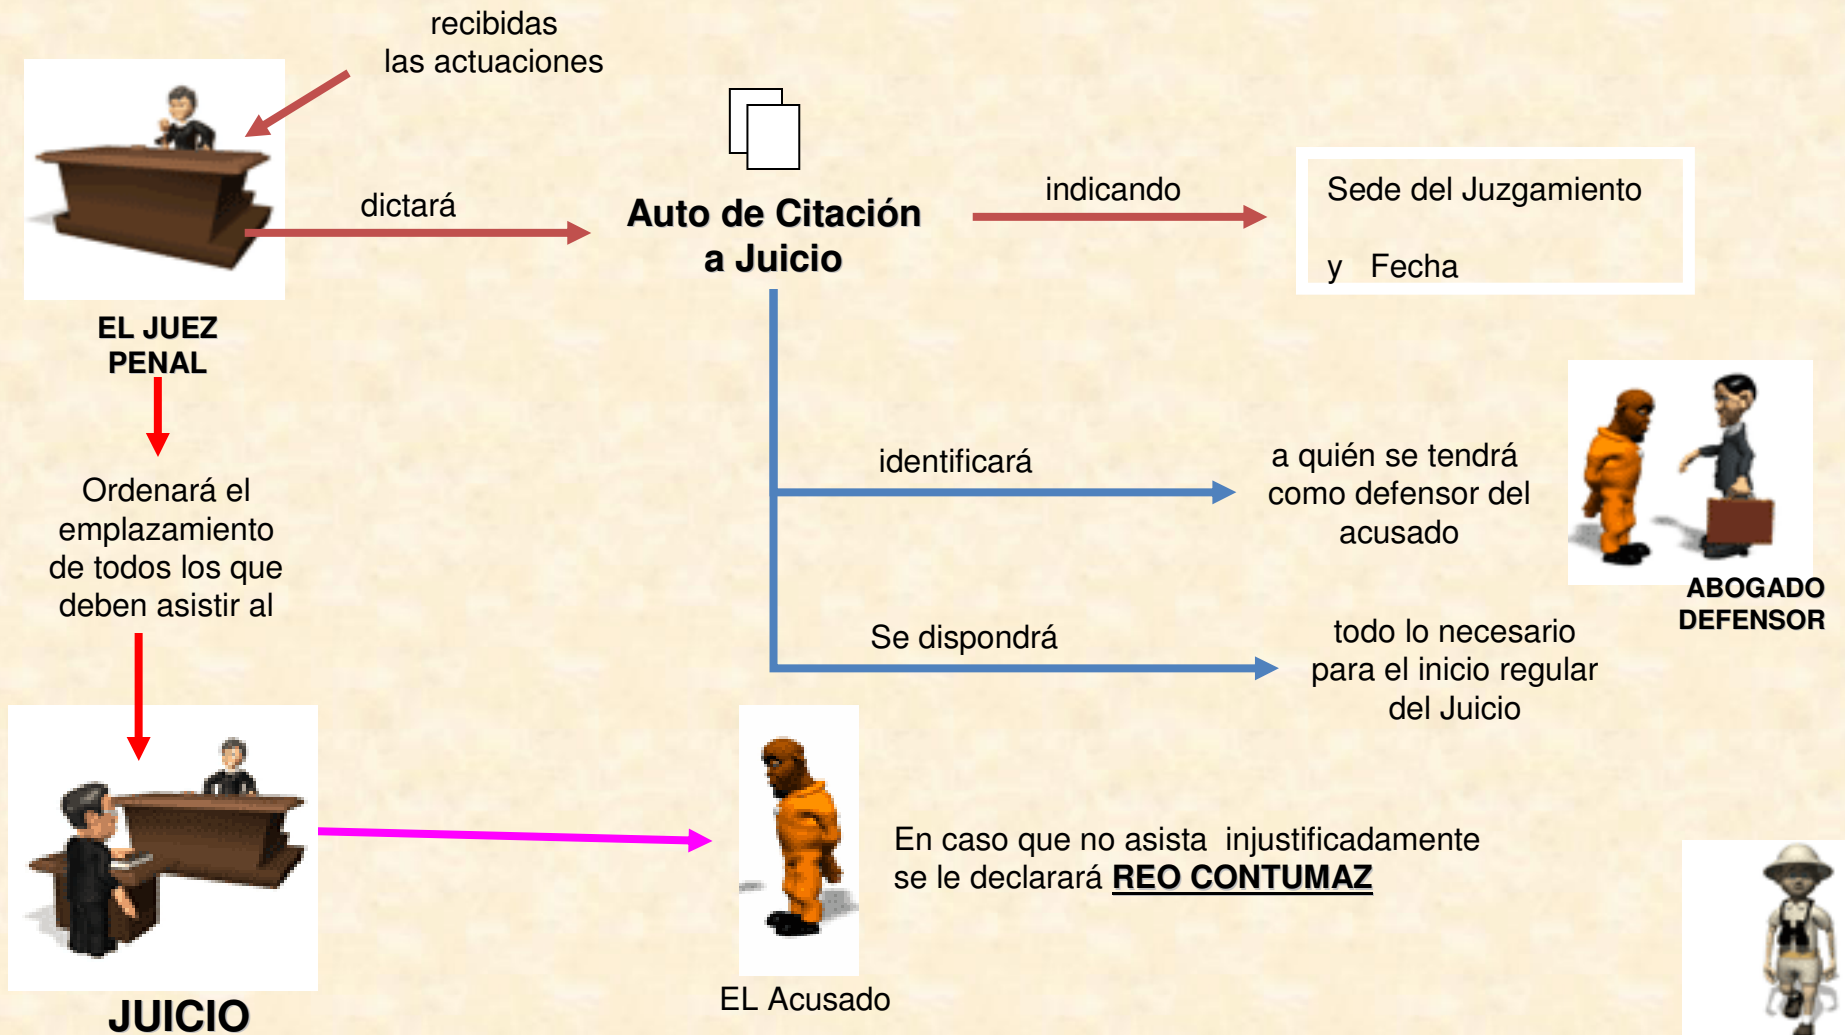 recibidas
las actuaciones
dictará
Auto de Citación
a Juicio
indicando
Sede del Juzgamiento
y Fecha
EL JUEZ
PENAL
Ordenará el
emplazamiento
de todos los que
deben asistir al
identificará
a quién se tendrá
como defensor del
acusado
ABOGADO
DEFENSOR
Se dispondrá
todo lo necesario
para el inicio regular
del Juicio
JUICIO
EL Acusado
En caso que no asista injustificadamente
se le declarará REO CONTUMAZ